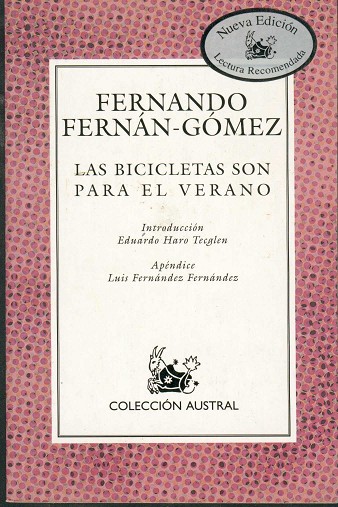 Nueva Edición
Lectura Recomendada
FERNANDO
FERNÁN-GÓMEZ
LAS BICICLETAS SON
PARA EL VERANO
Introducción
Eduardo Haro Tecglen
Apéndice
Luis Fernández Fernández
COLECCIÓN AUSTRAL